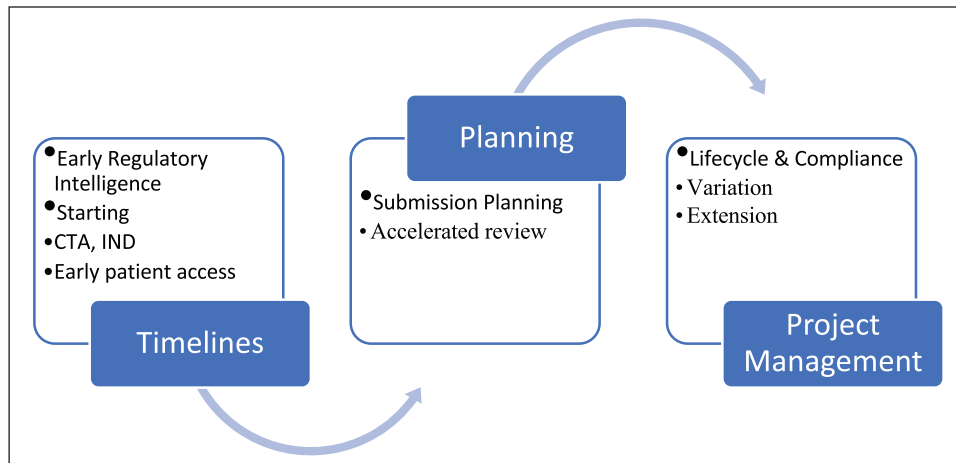 • Early Regulatory
Intelligence
• Starting
• CTA, IND
• Early patient access
Timelines
Planning
• Submission Planning
• Accelerated review
• Lifecycle & Compliance
• Variation
• Extension
Project
Management